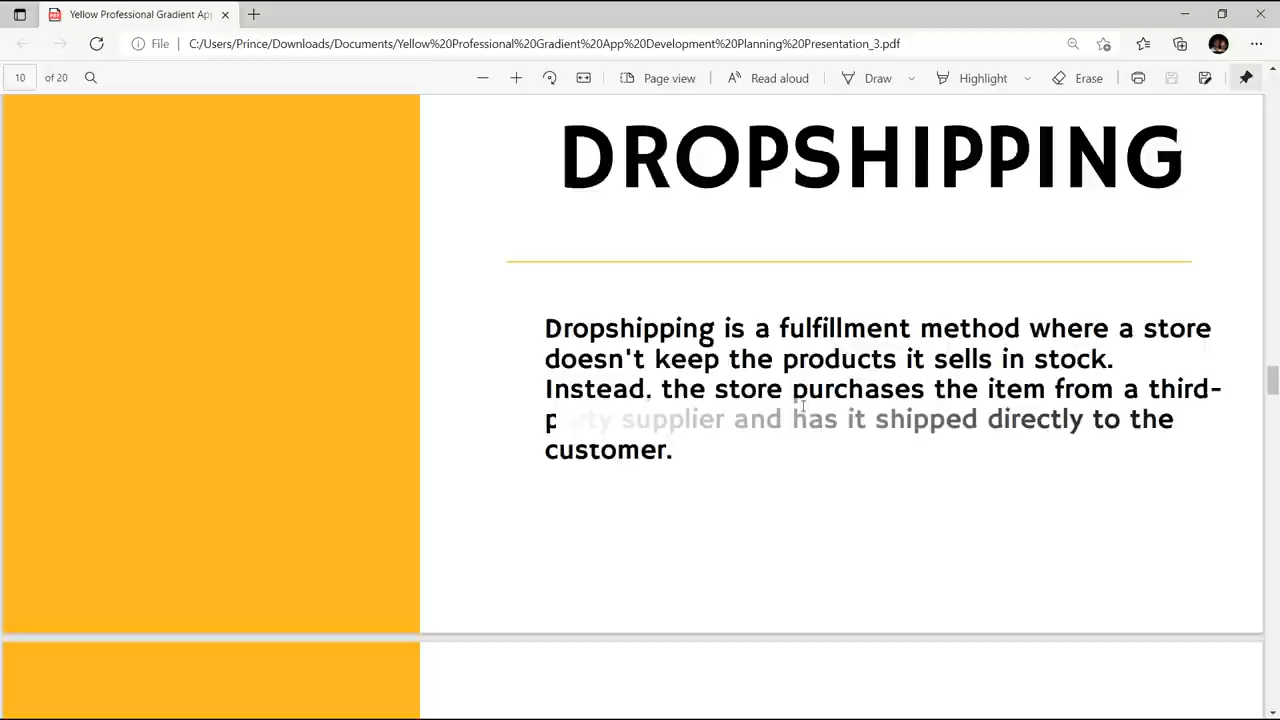 Yellow Professional Gradient Ap
File
C:/Users/Prince/Downloads/Documents/Yellow%20Professional%20Gradient%20App%20Development%20Planning%20Presentation_3.pdf
10 of 20
Page view
Read aloud
Draw
Highlight
Erase
DROPSHIPPING
Dropshipping is a fulfillment method where a store
doesn't keep the products it sells in stock.
Instead. the store purchases the item from a third-
party supplier and has it shipped directly to the
customer.